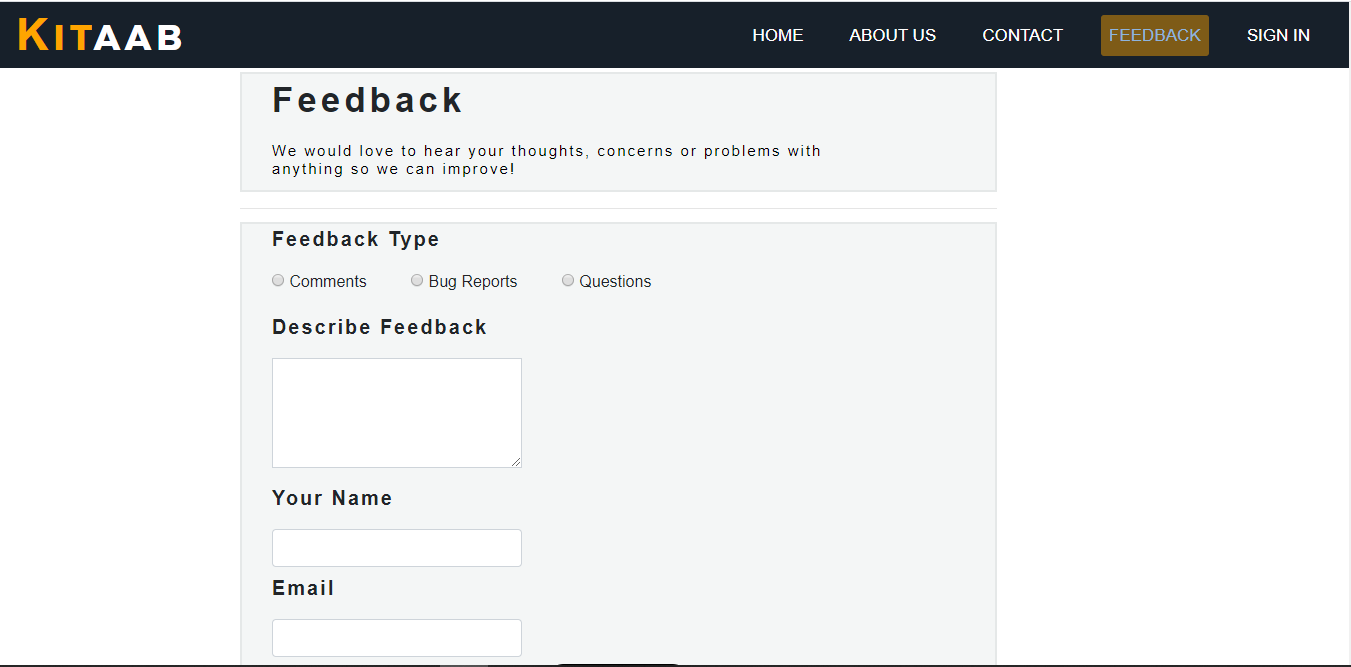 KITAAB
HOME ABOUT US CONTACT FEEDBACK SIGN IN
Feedback
We would love to hear your thoughts, concerns or problems with
anything so we can improve!
Feedback Type
Comments Bug Reports Questions
Describe Feedback
Your Name
Email